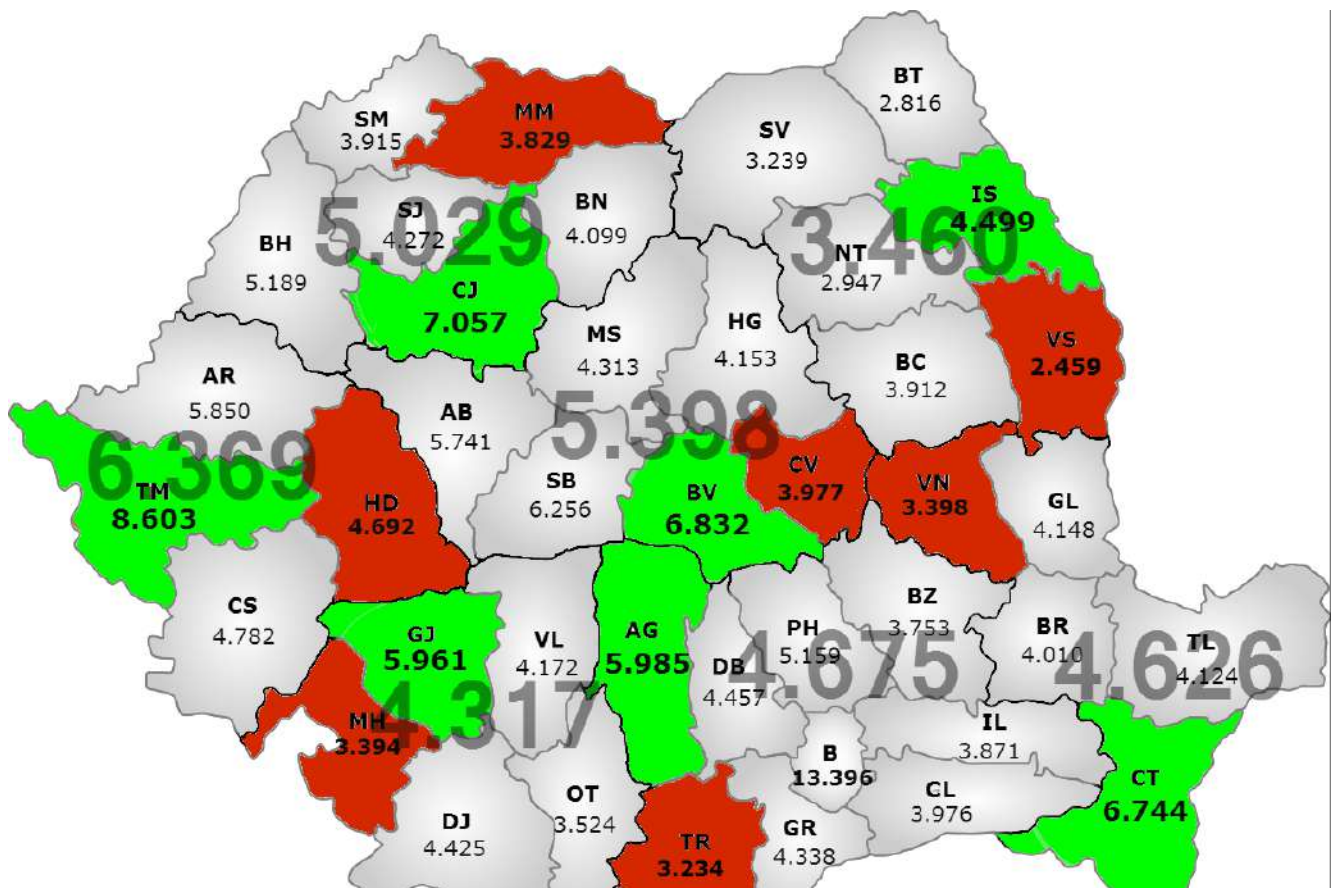 BT
2.816
SM
3.915
MM
3.829
SV
3.239
IS
4.499
SJ
4.272
5.029
BN
4.099
BH
5.189
3.460
NT
2.947
CJ
7.057
MS
4.313
HG
4.153
VS
2.459
BC
3.912
AR
5.850
AB
5.741
5.398
6.369
TM
8.603
HD
4.692
SB
6.256
BV
6.832
CV
3.977
VN
3.398
GL
4.148
CS
4.782
GJ
5.961
VL
4.172
AG
5.985
DB
4.457
PH
5.159
4.675
BZ
3.753
BR
4.010
4.626
TL
4.124
4.317
MH
3.394
IL
3.871
B
13.396
CT
6.744
OT
3.524
CL
3.976
DJ
4.425
TR
3.234
GR
4.338